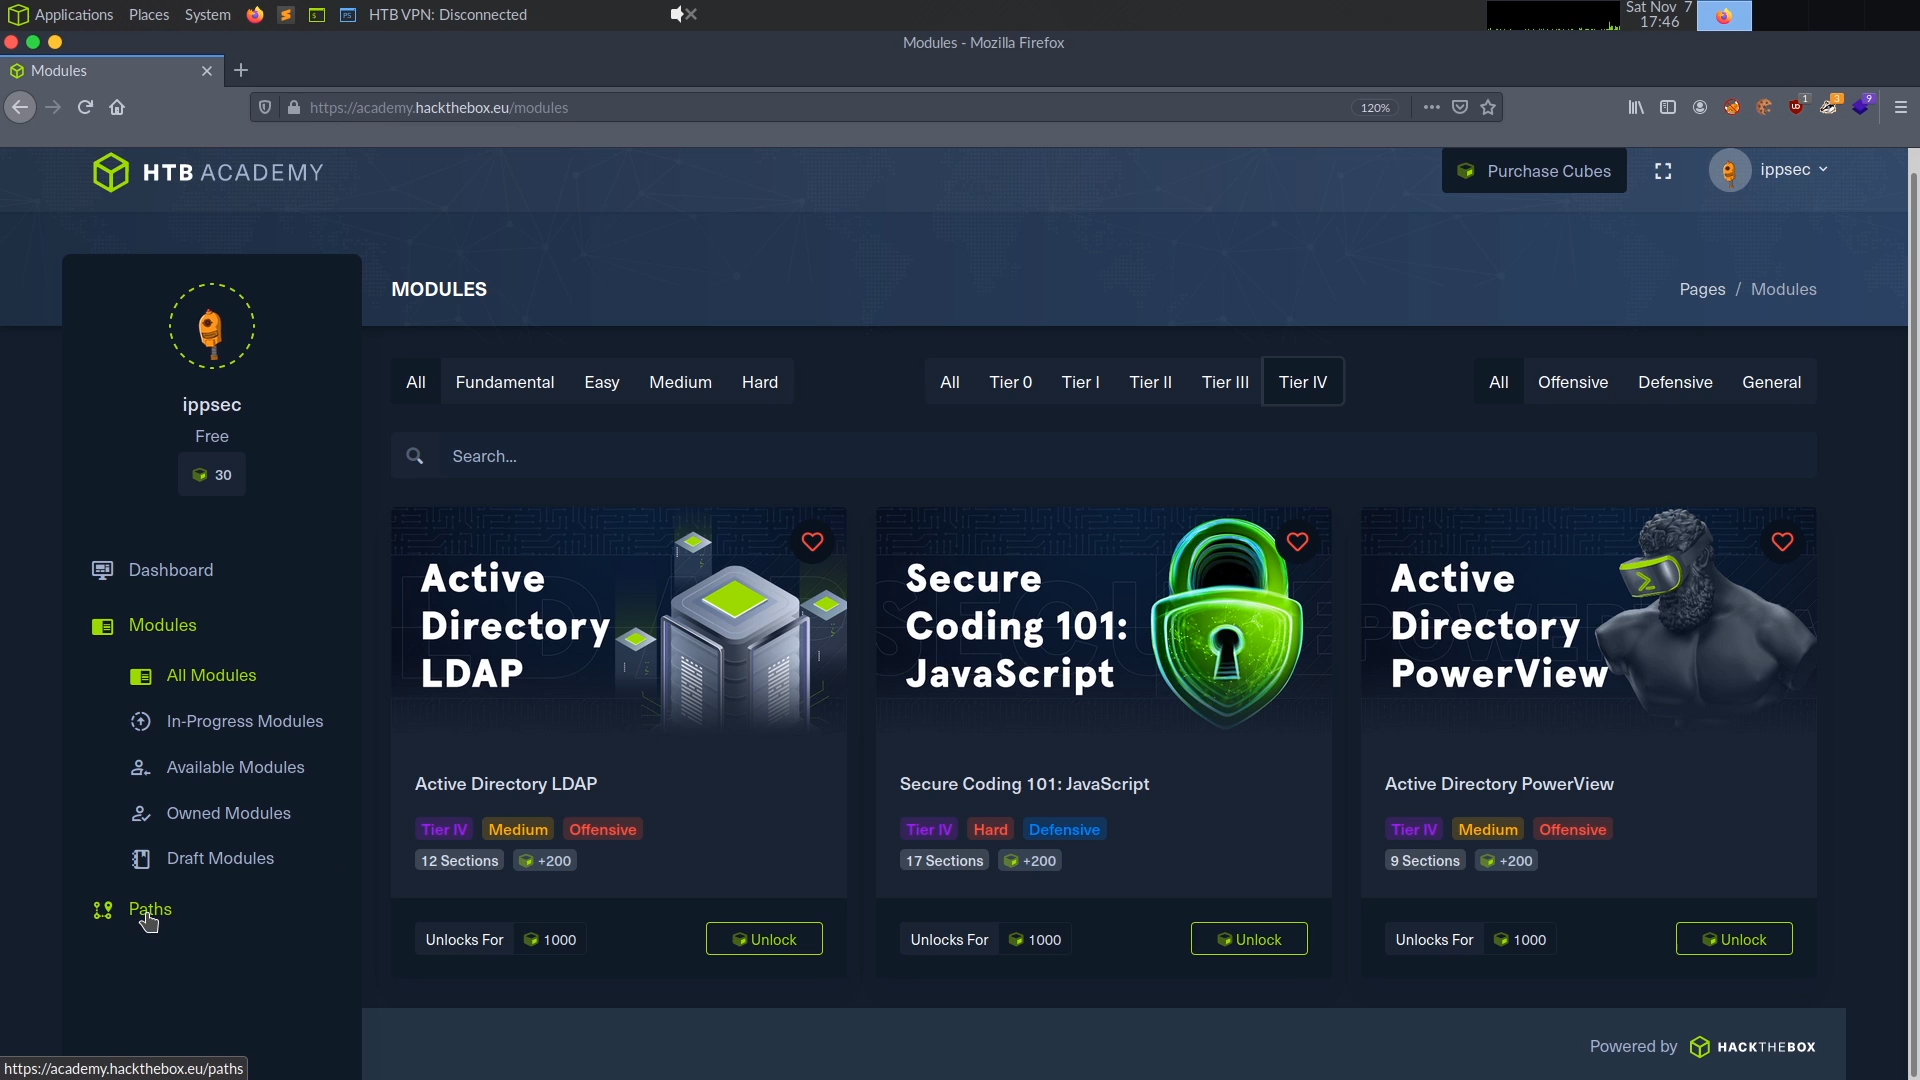 Applications Places System HTB VPN: Disconnected Sat Nov 7
17:46
Modules - Mozilla Firefox
Modules
https://academy.hackthebox.eu/modules 120% 1 3 9
HTB ACADEMY Purchase Cubes ippsec
MODULES Pages / Modules
ippsec
Free
30
All Fundamental Easy Medium Hard All Tier 0 Tier I Tier II Tier III Tier IV All Offensive Defensive General
Search...
Dashboard
Modules
All Modules
In-Progress Modules
Available Modules
Owned Modules
Draft Modules
Paths
Active
Directory
LDAP
Active Directory LDAP
Tier IV Medium Offensive
12 Sections +200
Unlocks For 1000 Unlock
Secure
Coding 101:
JavaScript
Secure Coding 101: JavaScript
Tier IV Hard Defensive
17 Sections +200
Unlocks For 1000 Unlock
Active
Directory
PowerView
Active Directory PowerView
Tier IV Medium Offensive
9 Sections +200
Unlocks For 1000 Unlock
Powered by HACKTHEBOX
https://academy.hackthebox.eu/paths